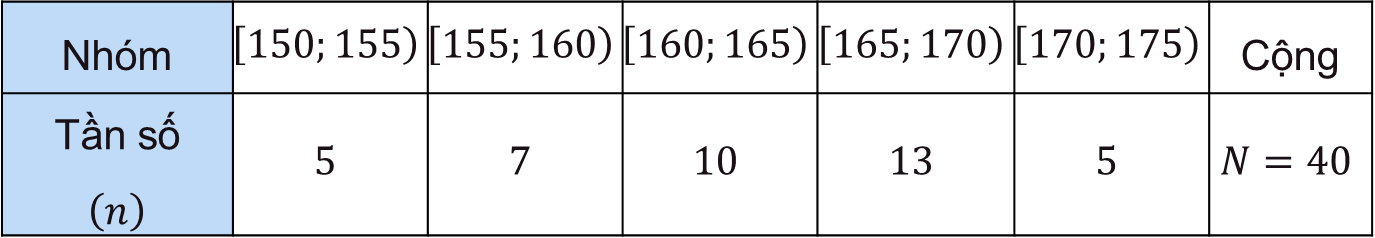 Nhóm [150; 155) [155; 160) [160; 165) [165; 170) [170; 175) Cộng
Tần số (n) 5 7 10 13 5 N = 40